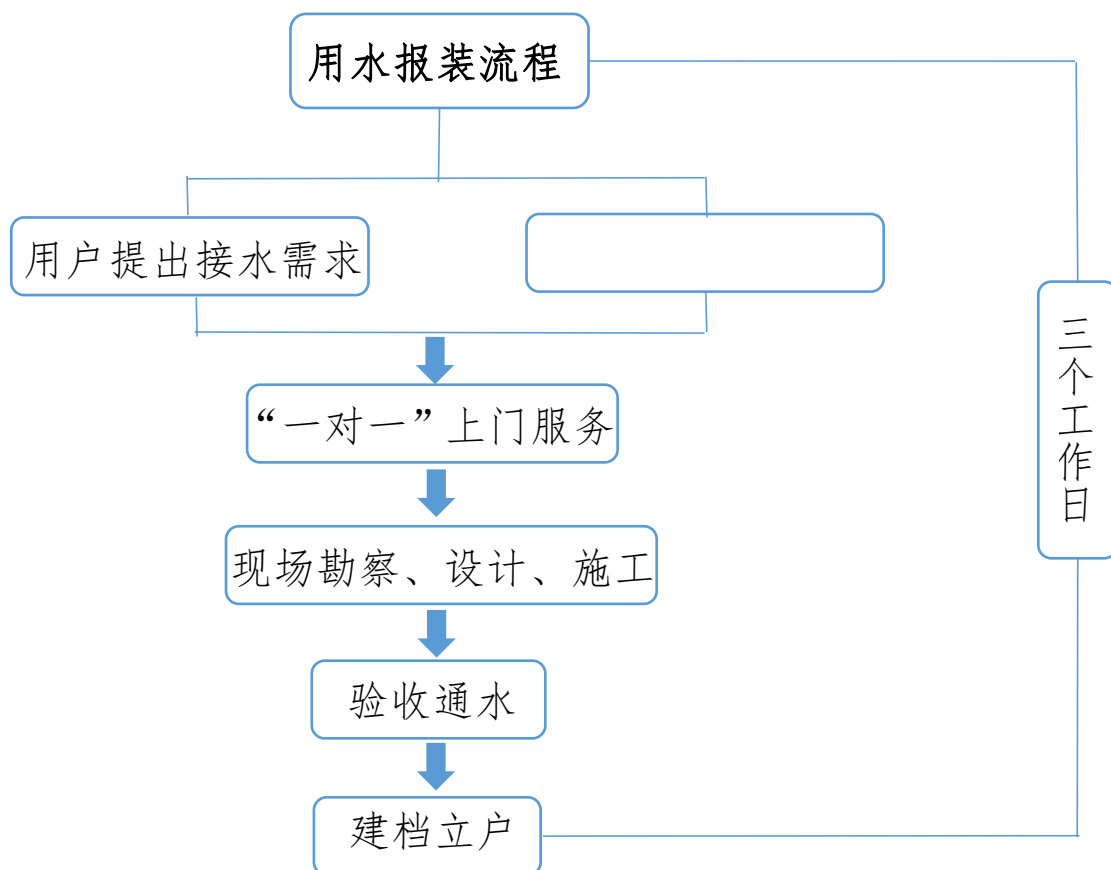 用水报装流程
用户提出接水需求
“一对一”上门服务
现场勘察、设计、施工
验收通水
建档立户
三个工作日